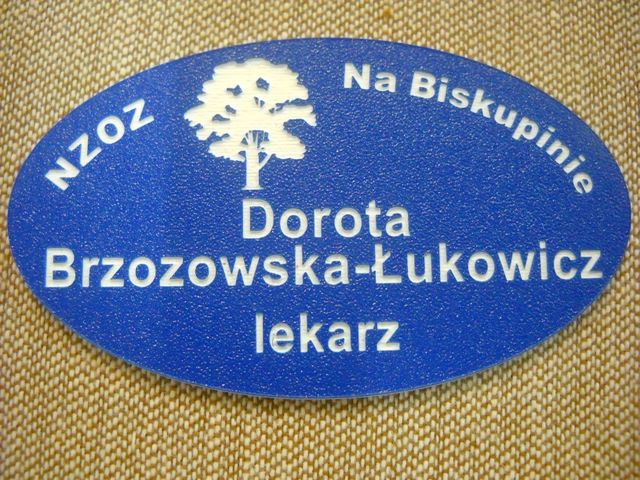 NZOZ
Na Biskupinie
Dorota
Brzozowska-Łukowicz
lekarz